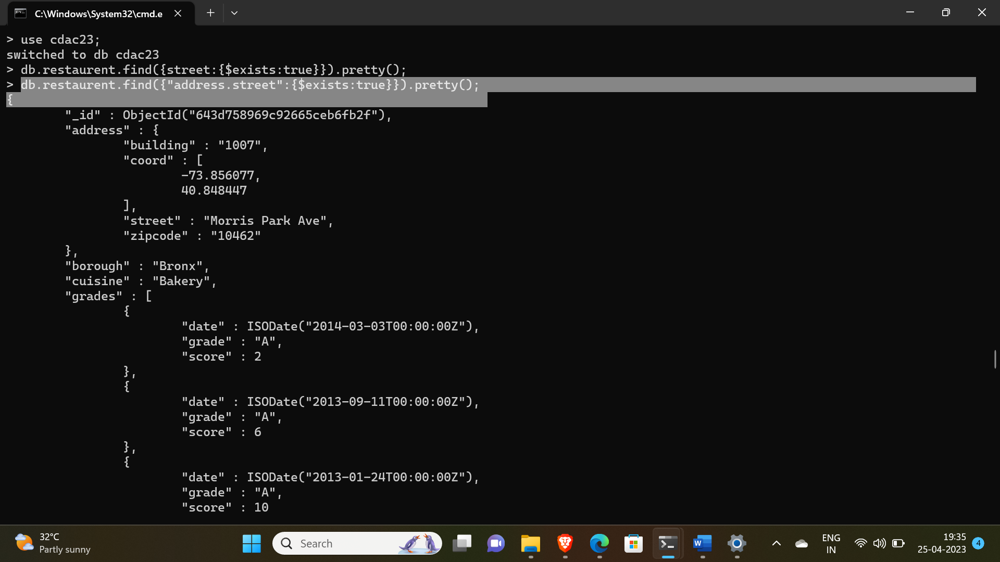 C:\Windows\System32\cmd.e
> use cdac23;
switched to db cdac23
> db.restaurent.find({street:{$exists:true}}).pretty();
> db.restaurent.find({"address.street":{$exists:true}}).pretty();
{
"_id" : ObjectId("643d758969c92665ceb6fb2f"),
"address" : {
"building" : "1007",
"coord" : [
-73.856077,
40.848447
],
"street" : "Morris Park Ave",
"zipcode" : "10462"
},
"borough" : "Bronx",
"cuisine" : "Bakery",
"grades" : [
{
"date" : ISODate("2014-03-03T00:00:00Z"),
"grade" : "A",
"score" : 2
},
{
"date" : ISODate("2013-09-11T00:00:00Z"),
"grade" : "A",
"score" : 6
},
{
"date" : ISODate("2013-01-24T00:00:00Z"),
"grade" : "A",
"score" : 10
32°C
Partly sunny
Search
W
ENG
IN
19:35
25-04-2023
4